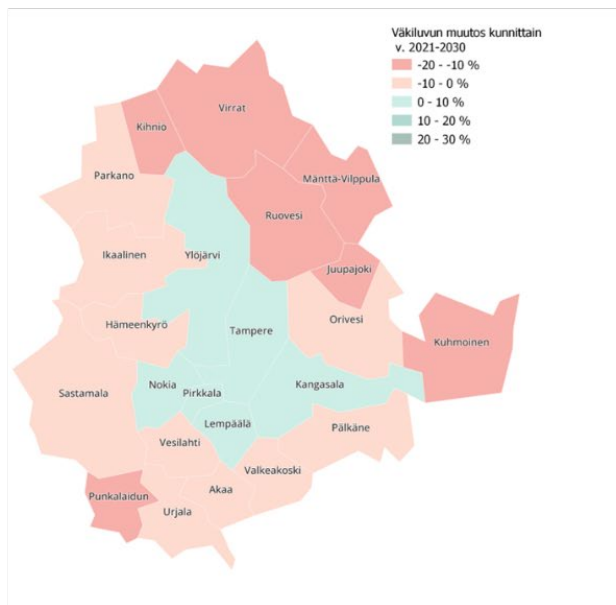 Väkiluvun muutos kunnittain
v. 2021-2030
-20 - -10 %
-10 - 0 %
0 - 10 %
10 - 20 %
20 - 30 %
Virrat
Kihniö
Parkano
Mänttä-Vilppula
Ruovesi
Ikaalinen
Ylöjärvi
Juupajoki
Hämeenkyrö
Tampere
Orivesi
Kuhmoinen
Sastamala
Nokia
Pirkkala
Kangasala
Lempäälä
Vesilahti
Pälkäne
Valkeakoski
Punkalaidun
Akaa
Urjala